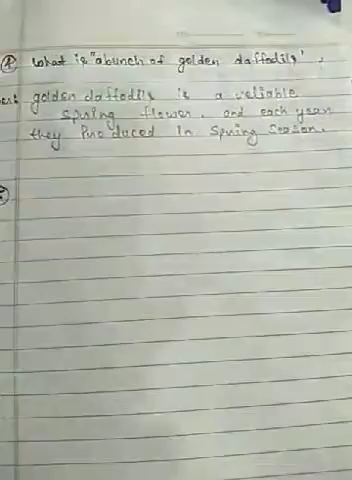 What is "a bunch of golden daffodils".
golden daffodils is a reliable
spring flower. and each year
they Produced in Spring Season.